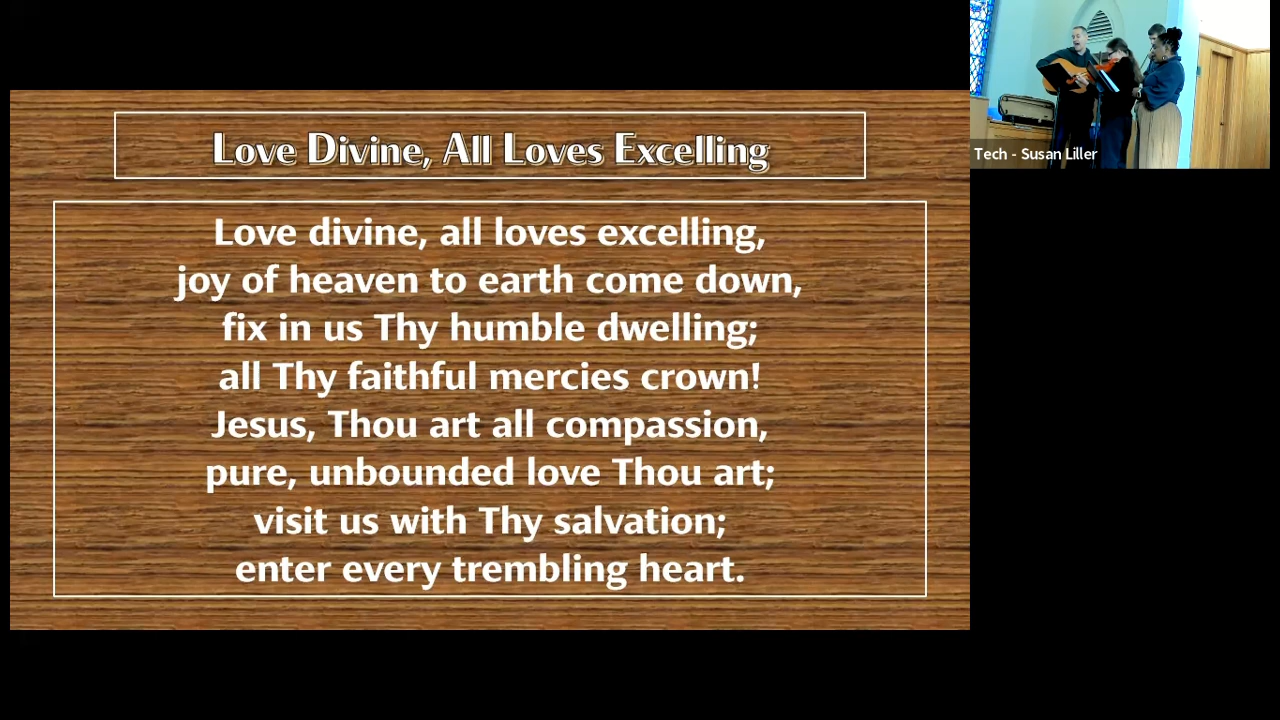 Love Divine, All Loves Excelling
Love divine, all loves excelling,
joy of heaven to earth come down,
fix in us Thy humble dwelling;
all Thy faithful mercies crown!
Jesus, Thou art all compassion,
pure, unbounded love Thou art;
visit us with Thy salvation;
enter every trembling heart.
Tech - Susan Liller